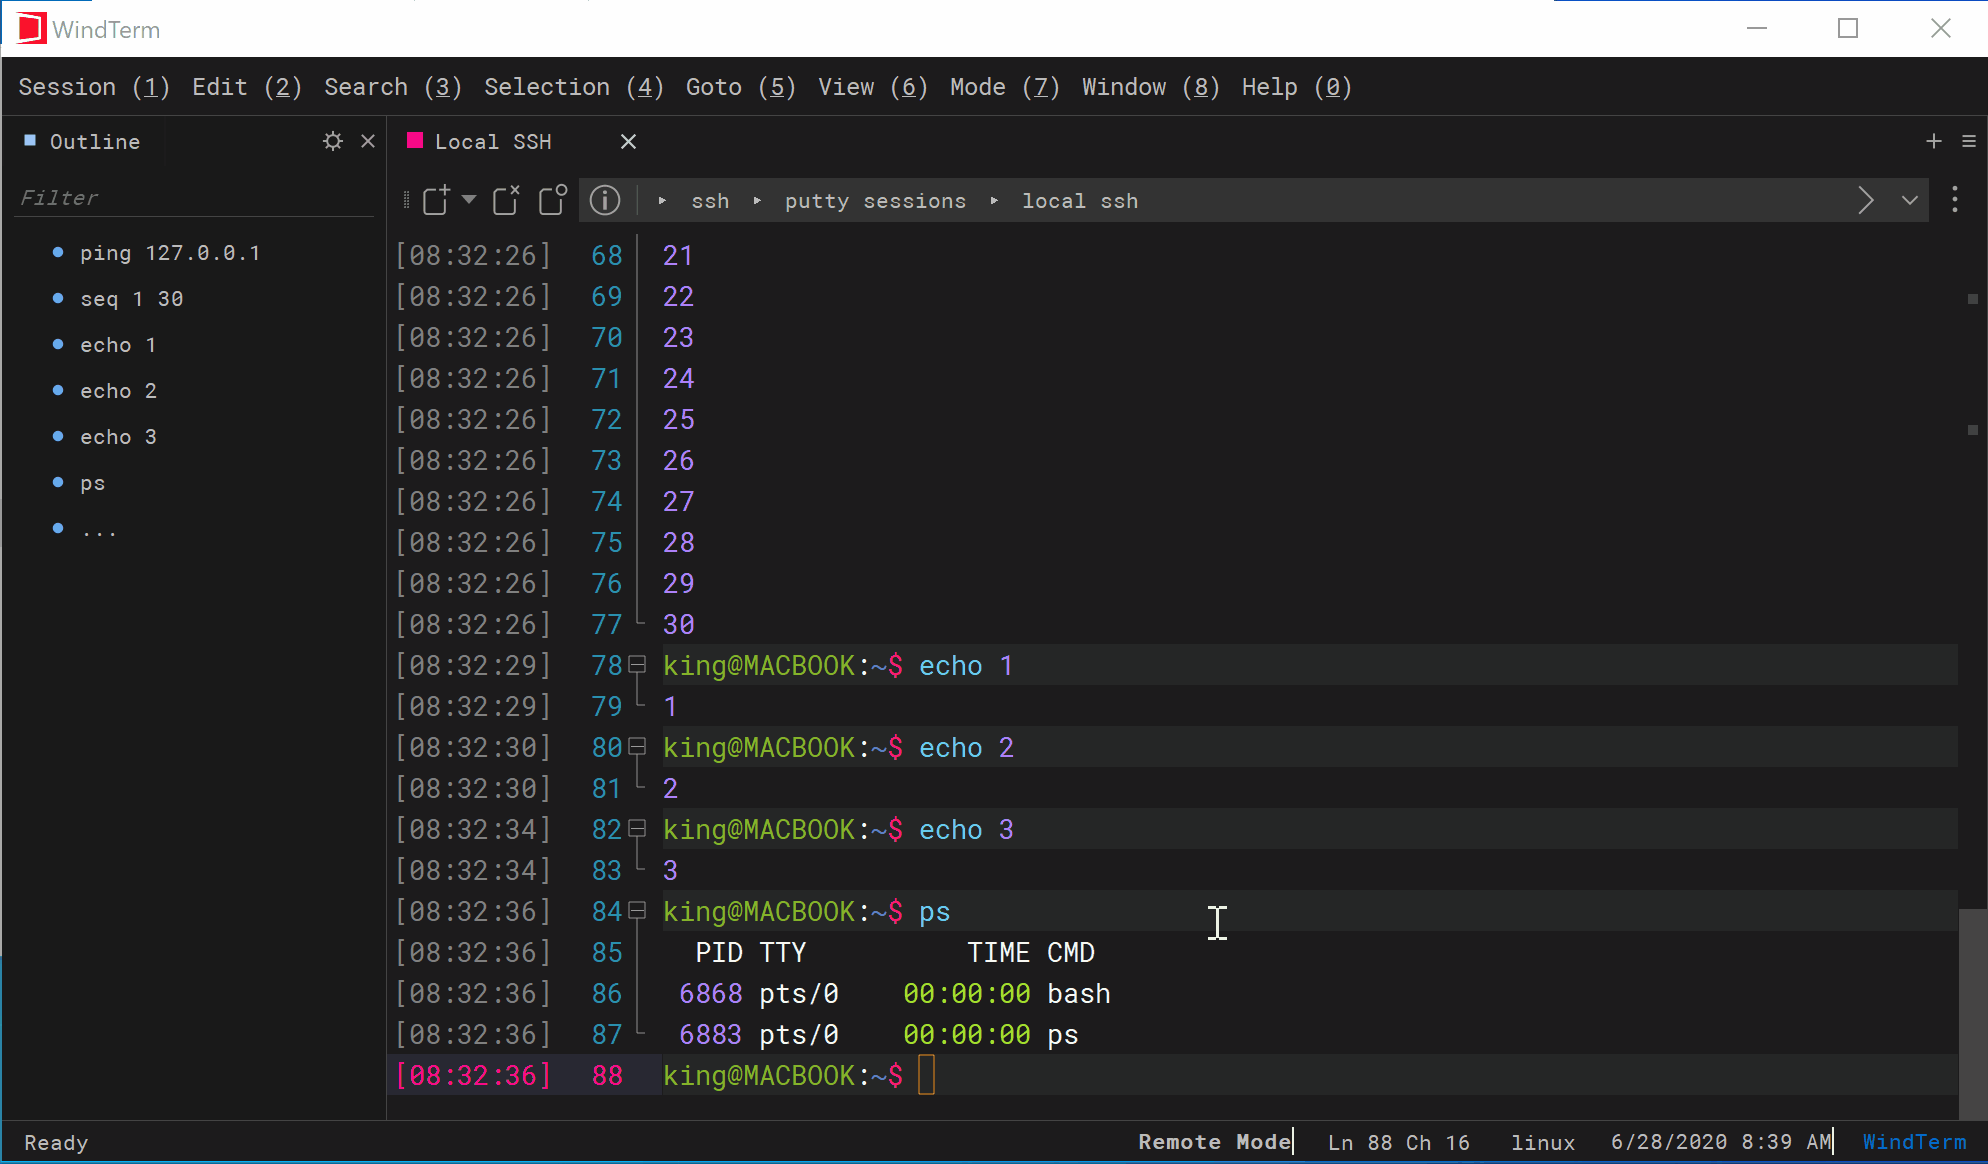 WindTerm
Session (1) Edit (2) Search (3) Selection (4) Goto (5) View (6) Mode (7) Window (8) Help (0)
Outline
Filter
ping 127.0.0.1
seq 1 30
echo 1
echo 2
echo 3
ps
...
Local SSH
ssh putty sessions local ssh
[08:32:26] 68 21
[08:32:26] 69 22
[08:32:26] 70 23
[08:32:26] 71 24
[08:32:26] 72 25
[08:32:26] 73 26
[08:32:26] 74 27
[08:32:26] 75 28
[08:32:26] 76 29
[08:32:26] 77 30
[08:32:29] 78 king@MACBOOK:~$ echo 1
[08:32:29] 79 1
[08:32:30] 80 king@MACBOOK:~$ echo 2
[08:32:30] 81 2
[08:32:34] 82 king@MACBOOK:~$ echo 3
[08:32:34] 83 3
[08:32:36] 84 king@MACBOOK:~$ ps
[08:32:36] 85 PID TTY TIME CMD
[08:32:36] 86 6868 pts/0 00:00:00 bash
[08:32:36] 87 6883 pts/0 00:00:00 ps
[08:32:36] 88 king@MACBOOK:~$
Ready Remote Mode Ln 88 Ch 16 linux 6/28/2020 8:39 AM WindTerm